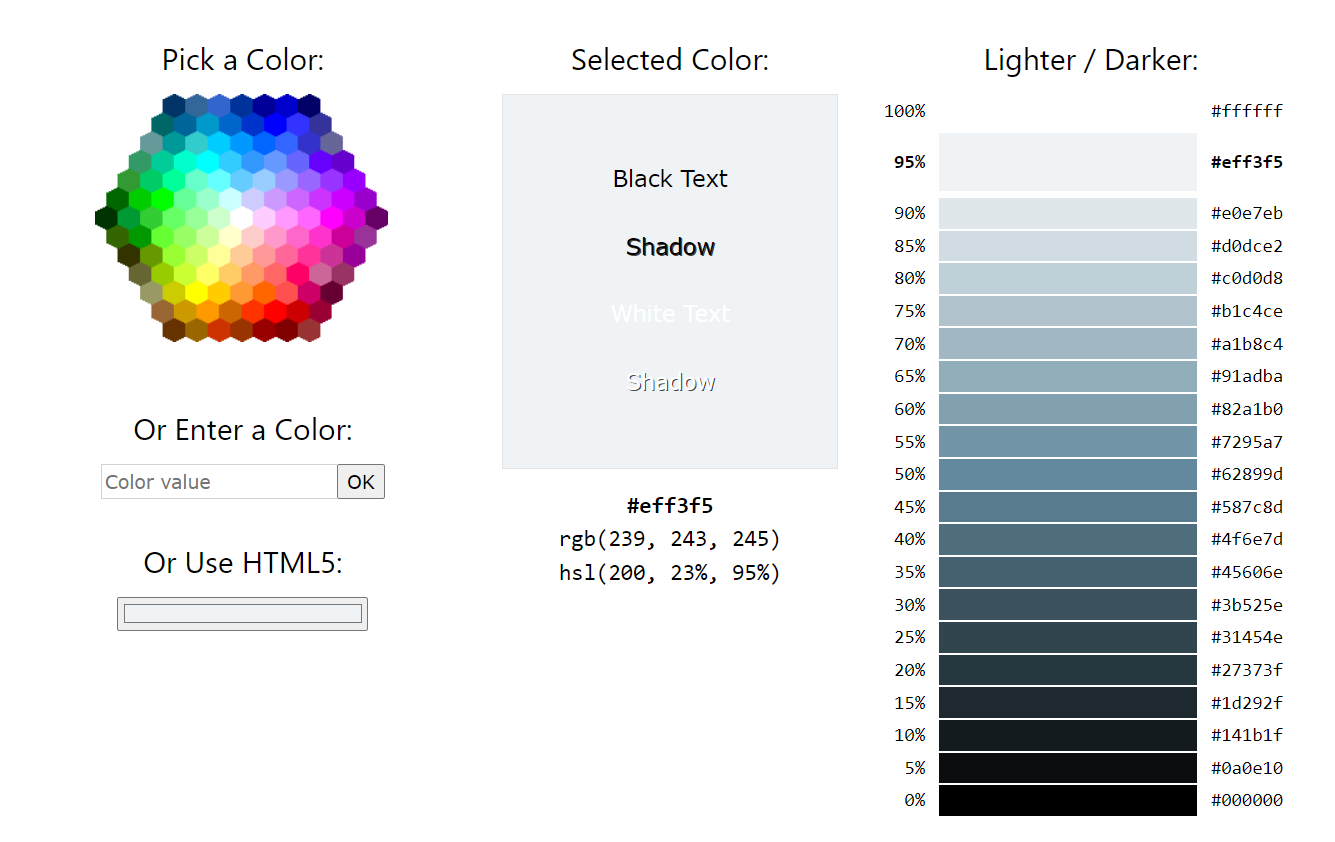 Pick a Color:
Or Enter a Color:
Color value
OK
Or Use HTML5:
Selected Color:
Black Text
Shadow
White Text
Shadow
#eff3f5
rgb(239, 243, 245)
hsl(200, 23%, 95%)
Lighter / Darker:
100% #ffffff
95% #eff3f5
90% #e0e7eb
85% #d0dce2
80% #c0d0d8
75% #b1c4ce
70% #a1b8c4
65% #91adba
60% #82a1b0
55% #7295a7
50% #62899d
45% #587c8d
40% #4f6e7d
35% #45606e
30% #3b525e
25% #31454e
20% #27373f
15% #1d292f
10% #141b1f
5% #0a0e10
0% #000000